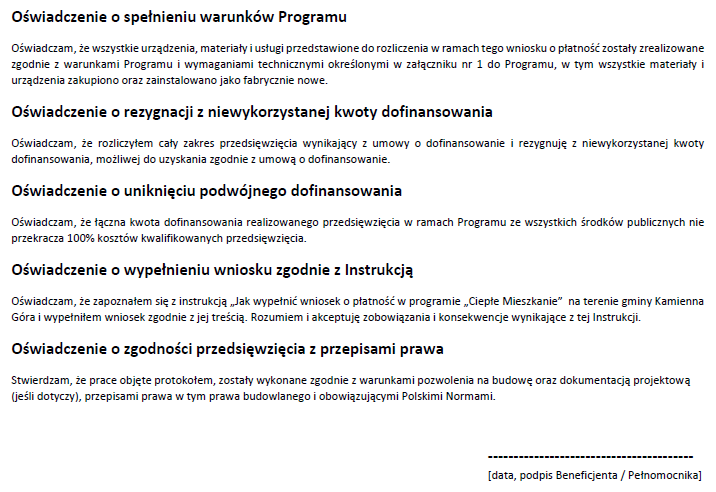 Oświadczenie o spełnieniu warunków Programu
Oświadczam, że wszystkie urządzenia, materiały i usługi przedstawione do rozliczenia w ramach tego wniosku o płatność zostały zrealizowane
zgodnie z warunkami Programu i wymaganiami technicznymi określonymi w załączniku nr 1 do Programu, w tym wszystkie materiały i
urządzenia zakupiono oraz zainstalowano jako fabrycznie nowe.
Oświadczenie o rezygnacji z niewykorzystanej kwoty dofinansowania
Oświadczam, że rozliczyłem cały zakres przedsięwzięcia wynikający z umowy o dofinansowanie i rezygnuję z niewykorzystanej kwoty
dofinansowania, możliwej do uzyskania zgodnie z umową o dofinansowanie.
Oświadczenie o uniknięciu podwójnego dofinansowania
Oświadczam, że łączna kwota dofinansowania realizowanego przedsięwzięcia w ramach Programu ze wszystkich środków publicznych nie
przekracza 100% kosztów kwalifikowanych przedsięwzięcia.
Oświadczenie o wypełnieniu wniosku zgodnie z Instrukcją
Oświadczam, że zapoznałem się z instrukcją „Jak wypełnić wniosek o płatność w programie „Ciepłe Mieszkanie” na terenie gminy Kamienna
Góra i wypełniłem wniosek zgodnie z jej treścią. Rozumiem i akceptuję zobowiązania i konsekwencje wynikające z tej Instrukcji.
Oświadczenie o zgodności przedsięwzięcia z przepisami prawa
Stwierdzam, że prace objęte protokołem, zostały wykonane zgodnie z warunkami pozwolenia na budowę oraz dokumentacją projektową
(jeśli dotyczy), przepisami prawa w tym prawa budowlanego i obowiązującymi Polskimi Normami.
----------------------------------------
[data, podpis Beneficjenta / Pełnomocnika]